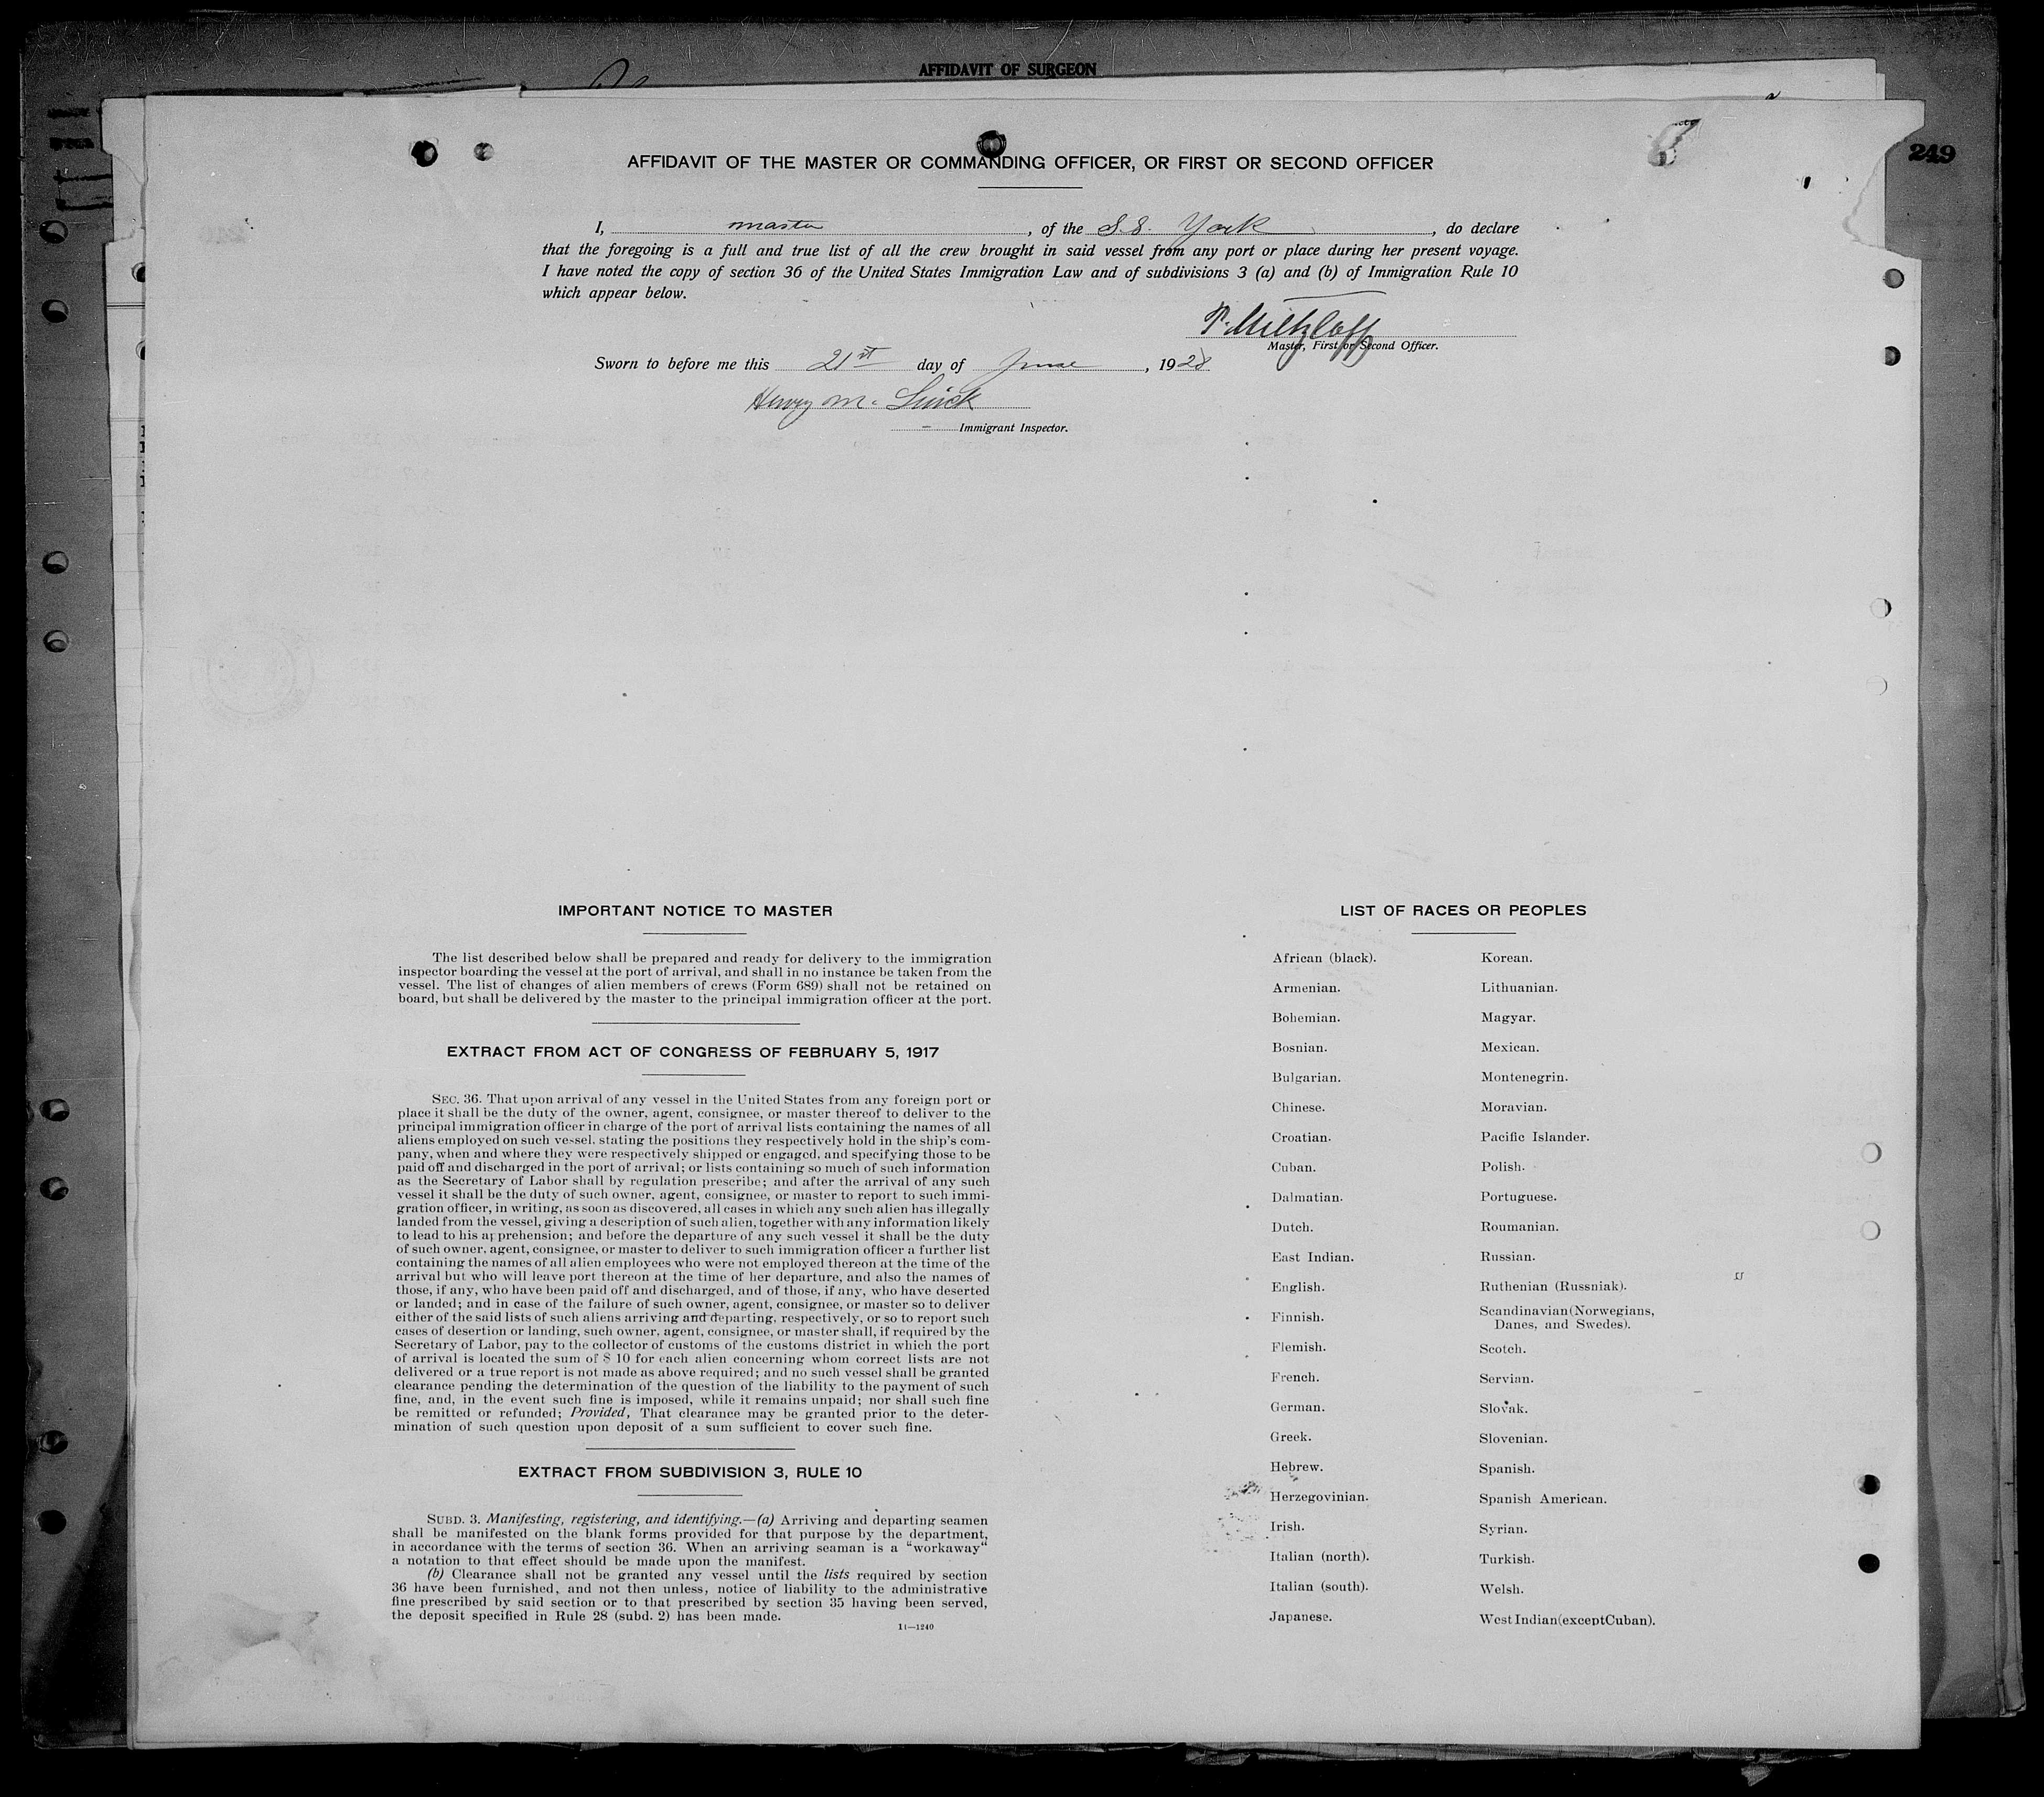 AFFIDAVIT OF SURGEON
249
AFFIDAVIT OF THE MASTER OR COMMANDING OFFICER, OR FIRST OR SECOND OFFICER
I, master, of the S.S. York, do declare
that the foregoing is a full and true list of all the crew brought in said vessel from any port or place during her present voyage.
I have noted the copy of section 36 of the United States Immigration Law and of subdivisions 3 (a) and (b) of Immigration Rule 10
which appear below.
Master, First or Second Officer.
Sworn to before me this 21st day of June, 1928
Henry M.
Immigrant Inspector.
IMPORTANT NOTICE TO MASTER
The list described below shall be prepared and ready for delivery to the immigration
inspector boarding the vessel at the port of arrival, and shall in no instance be taken from the
vessel. The list of changes of alien members of crews (Form 689) shall not be retained on
board, but shall be delivered by the master to the principal immigration officer at the port.
EXTRACT FROM ACT OF CONGRESS OF FEBRUARY 5, 1917
SEC. 36. That upon arrival of any vessel in the United States from any foreign port or
place it shall be the duty of the owner, agent, consignee, or master thereof to deliver to the
principal immigration officer in charge of the port of arrival lists containing the names of all
aliens employed on such vessel, stating the positions they respectively hold in the ship's com-
pany, when and where they were respectively shipped or engaged, and specifying those to be
paid off and discharged in the port of arrival; or lists containing so much of such information
as the Secretary of Labor shall by regulation prescribe; and after the arrival of any such
vessel it shall be the duty of such owner, agent, consignee, or master to report to such immi-
gration officer, in writing, as soon as discovered, all cases in which any such alien has illegally
landed from the vessel, giving a description of such alien, together with any information likely
to lead to his apprehension; and before the departure of any such vessel it shall be the duty
of such owner, agent, consignee, or master to deliver to such immigration officer a further list
containing the names of all alien employees who were not employed thereon at the time of the
arrival but who will leave port thereon at the time of her departure, and also the names of
those, if any, who have been paid off and discharged, and of those, if any, who have deserted
or landed; and in case of the failure of such owner, agent, consignee, or master so to deliver
either of the said lists of such aliens arriving and departing, respectively, or so to report such
cases of desertion or landing, such owner, agent, consignee, or master shall, if required by the
Secretary of Labor, pay to the collector of customs of the customs district in which the port
of arrival is located the sum of $ 10 for each alien concerning whom correct lists are not
delivered or a true report is not made as above required; and no such vessel shall be granted
clearance pending the determination of the question of the liability to the payment of such
fine, and, in the event such fine is imposed, while it remains unpaid; nor shall such fine
be remitted or refunded; Provided, That clearance may be granted prior to the deter-
mination of such question upon deposit of a sum sufficient to cover such fine.
EXTRACT FROM SUBDIVISION 3, RULE 10
SUBD. 3. Manifesting, registering, and identifying.—(a) Arriving and departing seamen
shall be manifested on the blank forms provided for that purpose by the department,
in accordance with the terms of section 36. When an arriving seaman is a "workaway"
a notation to that effect should be made upon the manifest.
(b) Clearance shall not be granted any vessel until the lists required by section
36 have been furnished, and not then unless, notice of liability to the administrative
fine prescribed by said section or to that prescribed by section 35 having been served,
the deposit specified in Rule 28 (subd. 2) has been made.
11—1240
LIST OF RACES OR PEOPLES
African (black).
Armenian.
Bohemian.
Bosnian.
Bulgarian.
Chinese.
Croatian.
Cuban.
Dalmatian.
Dutch.
East Indian.
English.
Finnish.
Flemish.
French.
German.
Greek.
Hebrew.
Herzegovinian.
Irish.
Italian (north).
Italian (south).
Japanese.
Korean.
Lithuanian.
Magyar.
Mexican.
Montenegrin.
Moravian.
Pacific Islander.
Polish.
Portuguese.
Roumanian.
Russian.
Ruthenian (Russniak).
Scandinavian(Norwegians,
Danes, and Swedes).
Scotch.
Servian.
Slovak.
Slovenian.
Spanish.
Spanish American.
Syrian.
Turkish.
Welsh.
West Indian(exceptCuban).